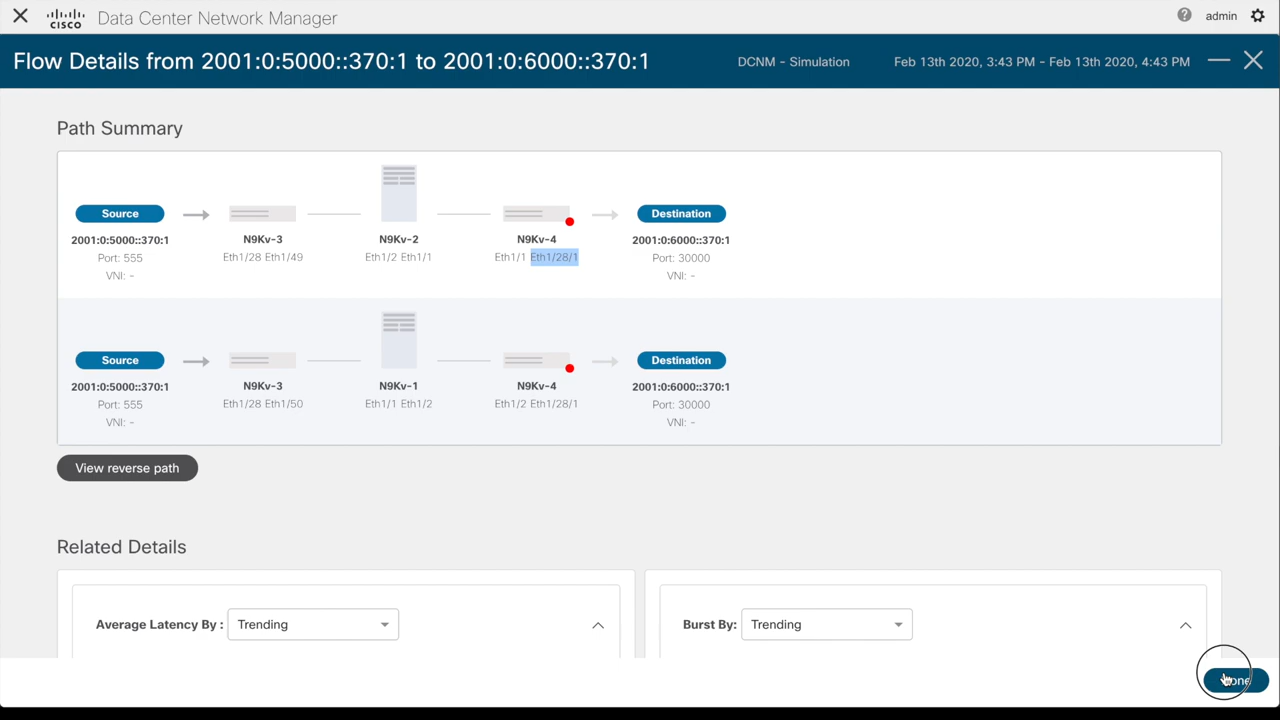 CISCO Data Center Network Manager admin
Flow Details from 2001:0:5000::370:1 to 2001:0:6000::370:1 DCNM - Simulation Feb 13th 2020, 3:43 PM - Feb 13th 2020, 4:43 PM
Path Summary
Source Destination
2001:0:5000::370:1 N9Kv-3 N9Kv-2 N9Kv-4 2001:0:6000::370:1
Port: 555 Eth1/28 Eth1/49 Eth1/2 Eth1/1 Eth1/1 Eth1/28/1 Port: 30000
VNI: - VNI: -
Source Destination
2001:0:5000::370:1 N9Kv-3 N9Kv-1 N9Kv-4 2001:0:6000::370:1
Port: 555 Eth1/28 Eth1/50 Eth1/1 Eth1/2 Eth1/2 Eth1/28/1 Port: 30000
VNI: - VNI: -
View reverse path
Related Details
Average Latency By : Trending Burst By: Trending